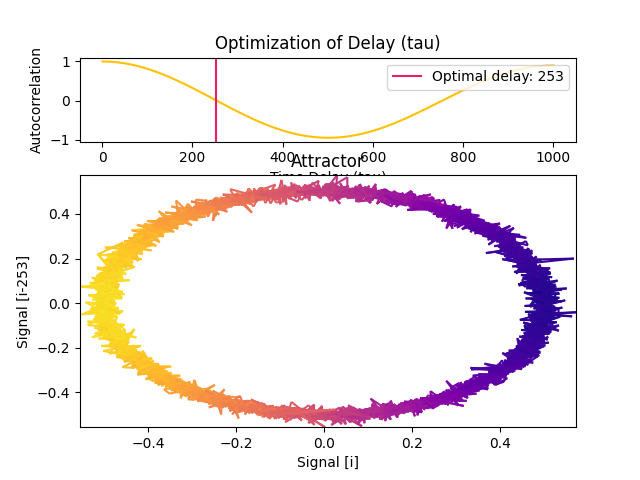 Optimization of Delay (tau)
Autocorrelation
1
0
−1
Optimal delay: 253
0 200 400 600 800 1000
Time Delay (tau)
Attractor
Signal [i-253]
0.4
0.2
0.0
−0.2
−0.4
−0.4 −0.2 0.0 0.2 0.4
Signal [i]